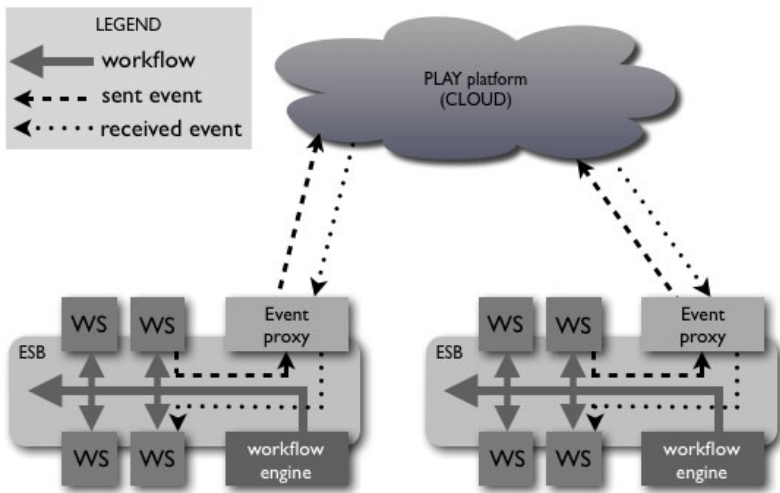 LEGEND
workflow
sent event
received event
PLAY platform
(CLOUD)
WS
WS
Event
proxy
ESB
WS
WS
workflow
engine
WS
WS
Event
proxy
ESB
WS
WS
workflow
engine